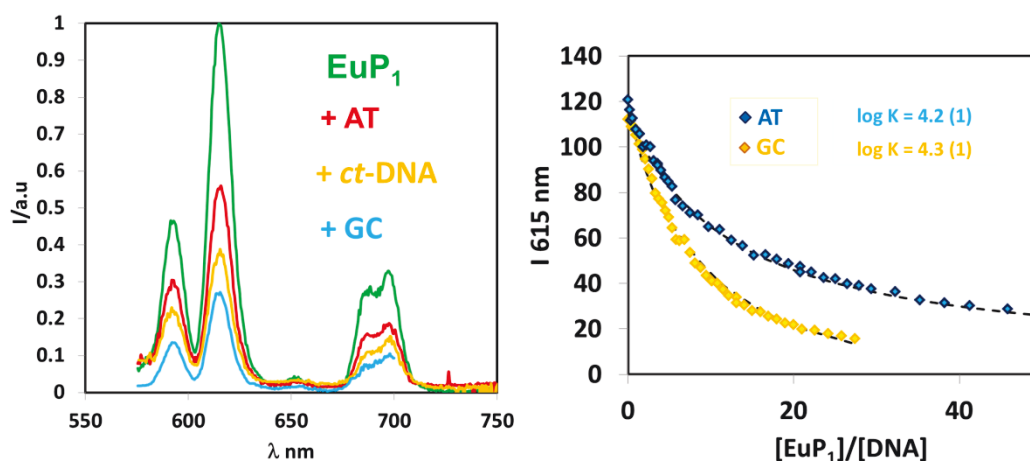 1
0.9
0.8
0.7
0.6
0.5
0.4
0.3
0.2
0.1
0
I/a.u
EuP₁
+ AT
+ ct-DNA
+ GC
550
600
650
700
750
λ nm
140
120
100
80
60
40
20
0
I 615 nm
AT log K = 4.2 (1)
GC log K = 4.3 (1)
0
20
40
[EuP₁]/[DNA]